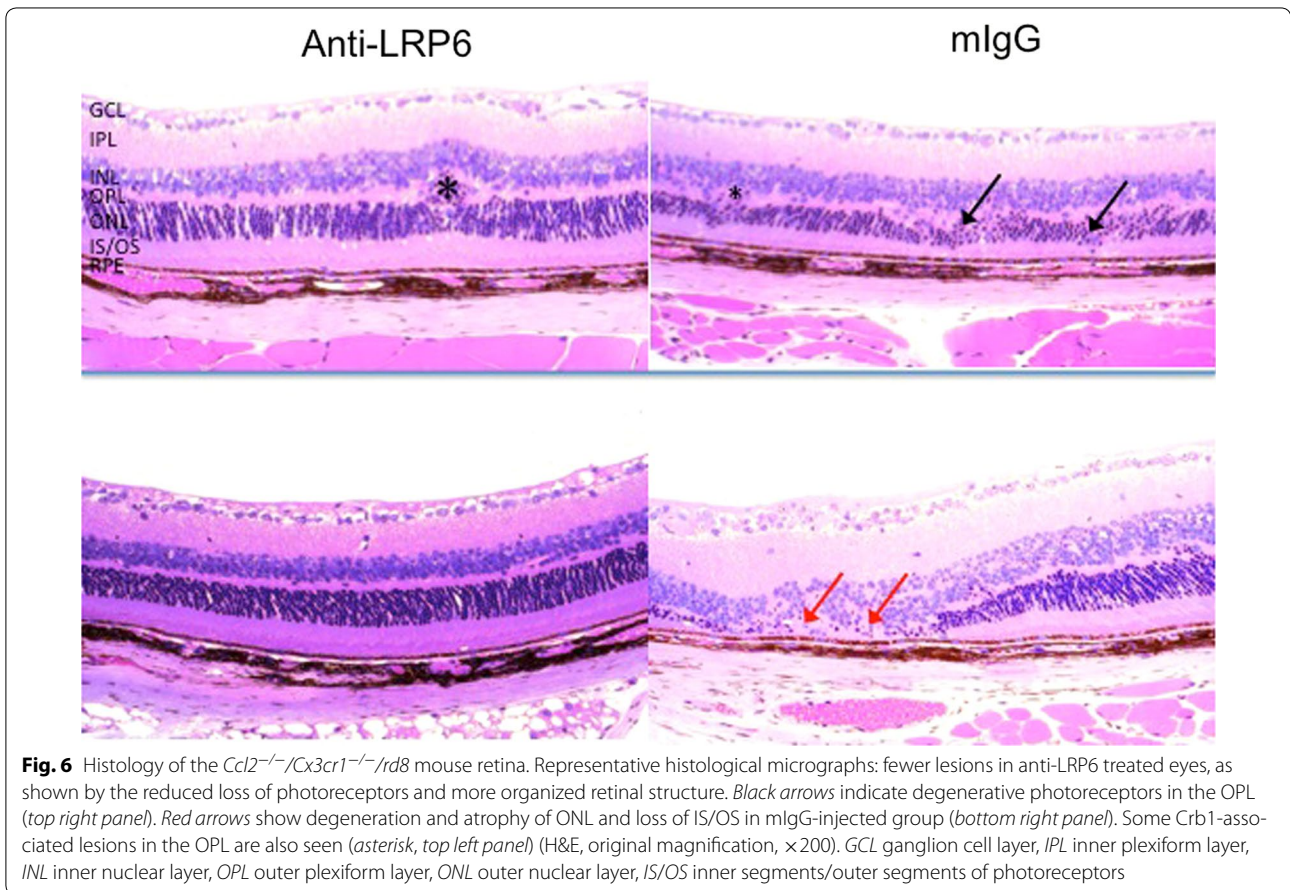 Anti-LRP6
mIgG
GCL
IPL
INL
OPL
ONL
IS/OS
RPE
*
*
Fig. 6 Histology of the Ccl2−/−/Cx3cr1−/−/rd8 mouse retina. Representative histological micrographs: fewer lesions in anti-LRP6 treated eyes, as
shown by the reduced loss of photoreceptors and more organized retinal structure. Black arrows indicate degenerative photoreceptors in the OPL
(top right panel). Red arrows show degeneration and atrophy of ONL and loss of IS/OS in mIgG-injected group (bottom right panel). Some Crb1-asso-
ciated lesions in the OPL are also seen (asterisk, top left panel) (H&E, original magnification, ×200). GCL ganglion cell layer, IPL inner plexiform layer,
INL inner nuclear layer, OPL outer plexiform layer, ONL outer nuclear layer, IS/OS inner segments/outer segments of photoreceptors